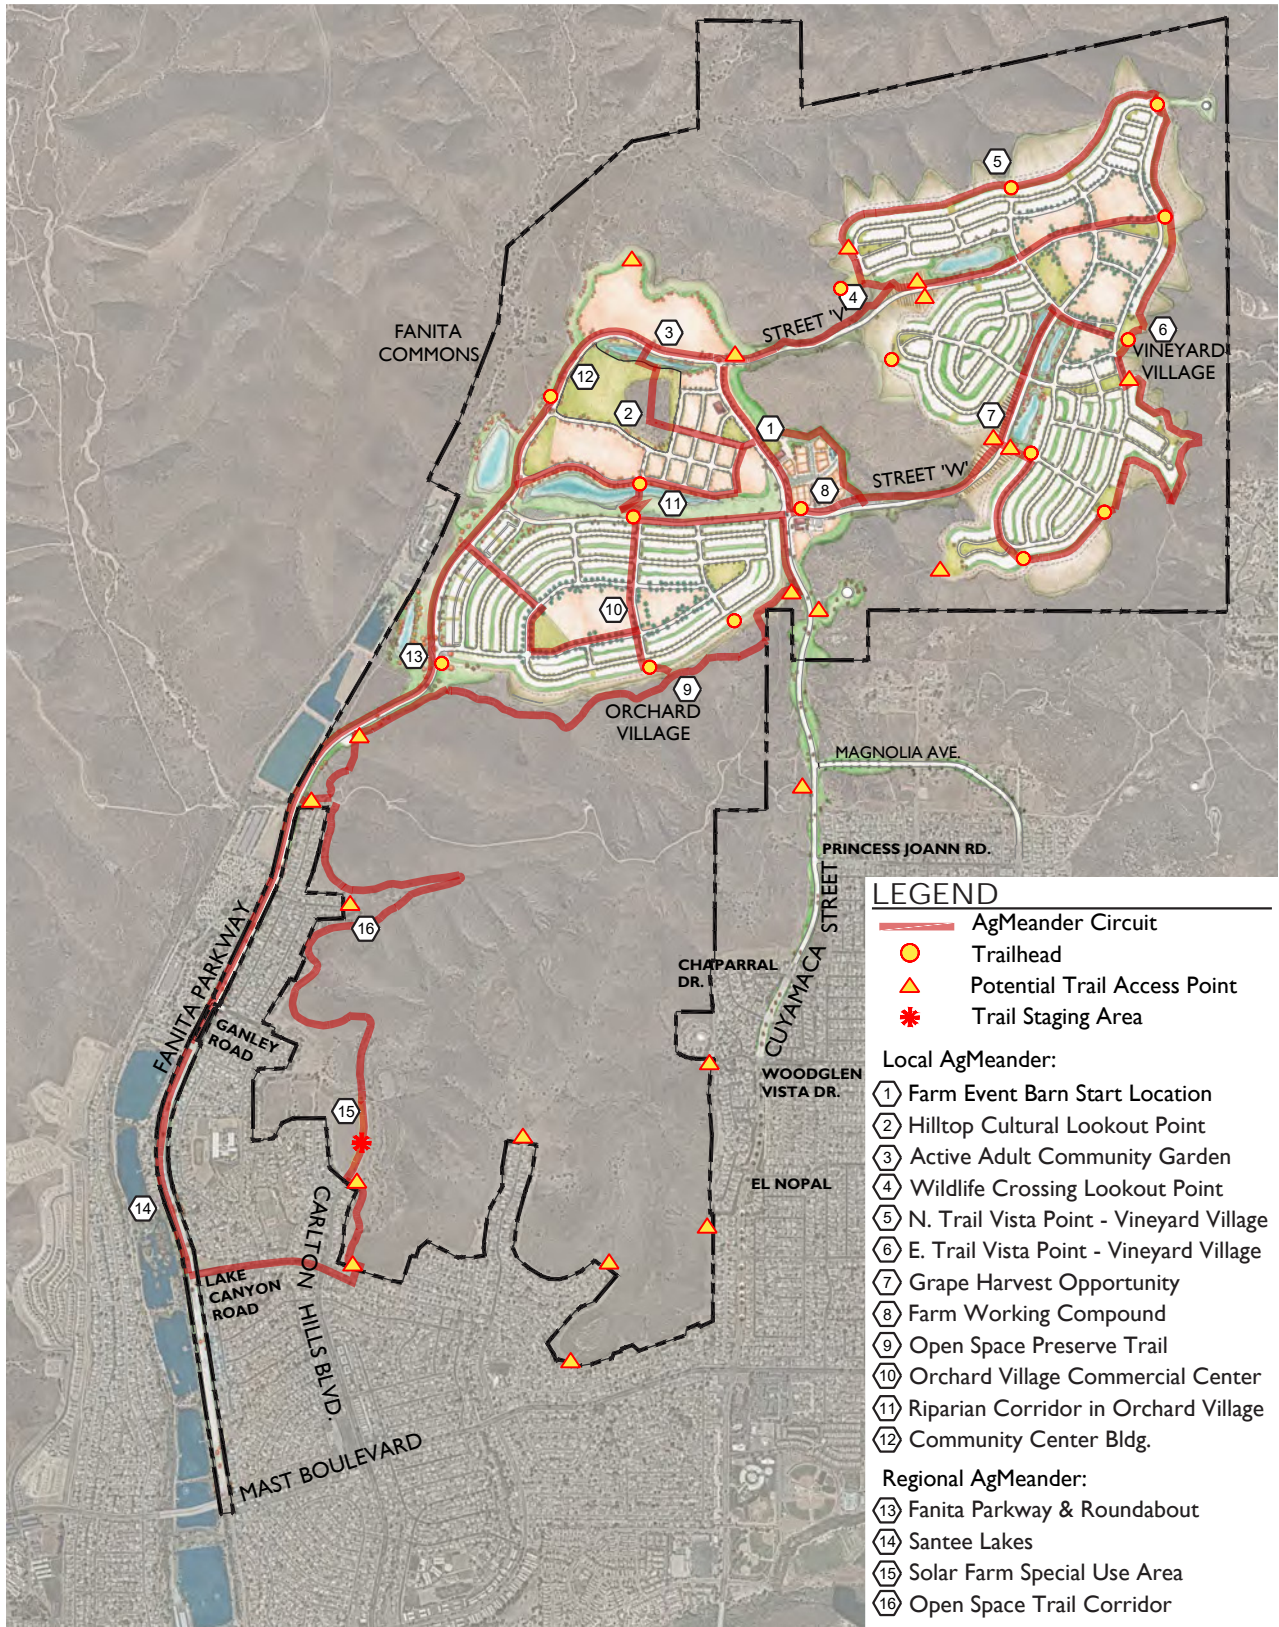 5
FANITA
COMMONS
3
STREET 'V'
4
6
VINEYARD
VILLAGE
12
2
1
7
STREET 'W'
8
11
10
13
9
ORCHARD
VILLAGE
MAGNOLIA AVE.
PRINCESS JOANN RD.
FANITA PARKWAY
16
CHAPARRAL
DR.
CUYAMACA STREET
GANLEY
ROAD
WOODGLEN
VISTA DR.
15
EL NOPAL
14
CARLTON HILLS BLVD.
LAKE
CANYON
ROAD
MAST BOULEVARD
LEGEND
AgMeander Circuit
Trailhead
Potential Trail Access Point
Trail Staging Area
Local AgMeander:
1 Farm Event Barn Start Location
2 Hilltop Cultural Lookout Point
3 Active Adult Community Garden
4 Wildlife Crossing Lookout Point
5 N. Trail Vista Point - Vineyard Village
6 E. Trail Vista Point - Vineyard Village
7 Grape Harvest Opportunity
8 Farm Working Compound
9 Open Space Preserve Trail
10 Orchard Village Commercial Center
11 Riparian Corridor in Orchard Village
12 Community Center Bldg.
Regional AgMeander:
13 Fanita Parkway & Roundabout
14 Santee Lakes
15 Solar Farm Special Use Area
16 Open Space Trail Corridor